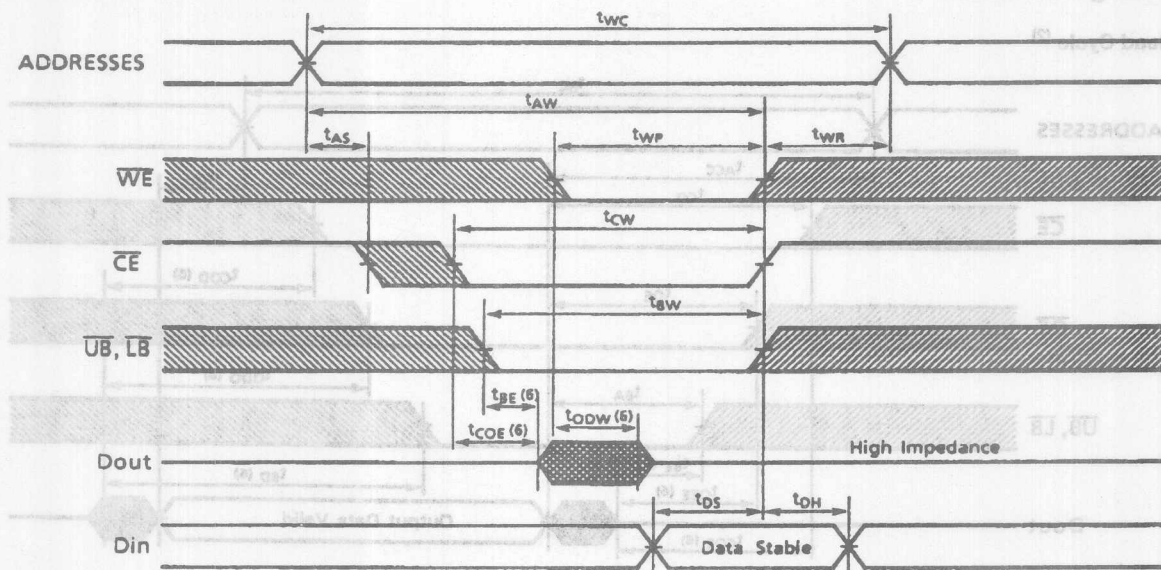 tWC
ADDRESSES
tAW
tAS tWP tWR
WE
tCW
CE
tBW
UB, LB
tBE (6) tODW (6)
tCOE (6)
Dout High Impedance
tDS tDH
Din Data Stable